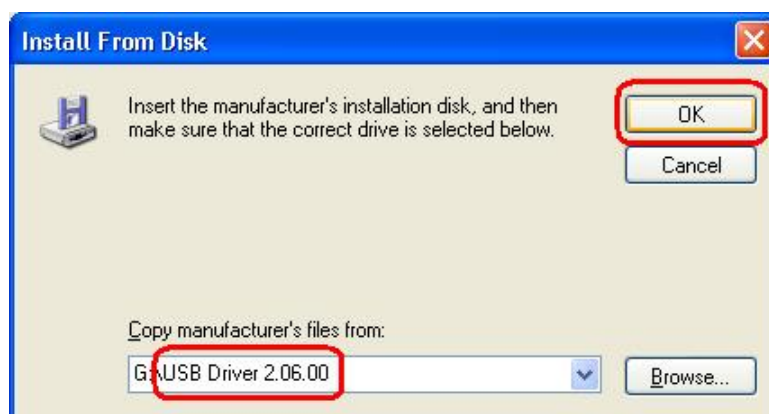 Install From Disk
Insert the manufacturer's installation disk, and then
make sure that the correct drive is selected below.
OK
Cancel
Copy manufacturer's files from:
G:\USB Driver 2.06.00
Browse...